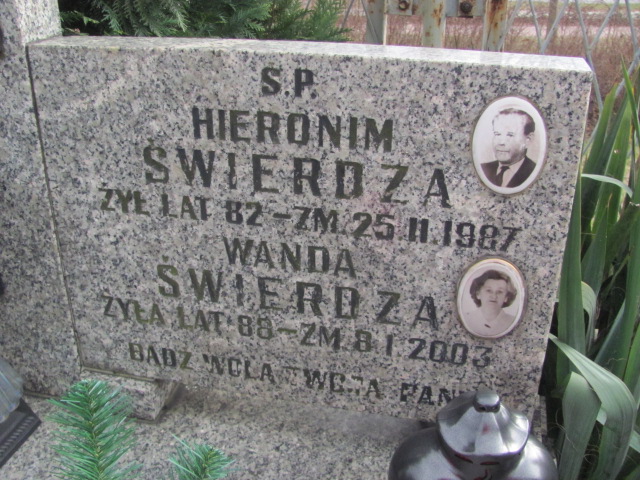 S.P.
HIERONIM
ŚWIERDZA
ŻYŁ LAT 82 - ZM. 25.II.1987
WANDA
ŚWIERDZA
ŻYŁA LAT 88 - ZM. 8.I.2003
BĄDŹ WOLA TWOJA PANIE